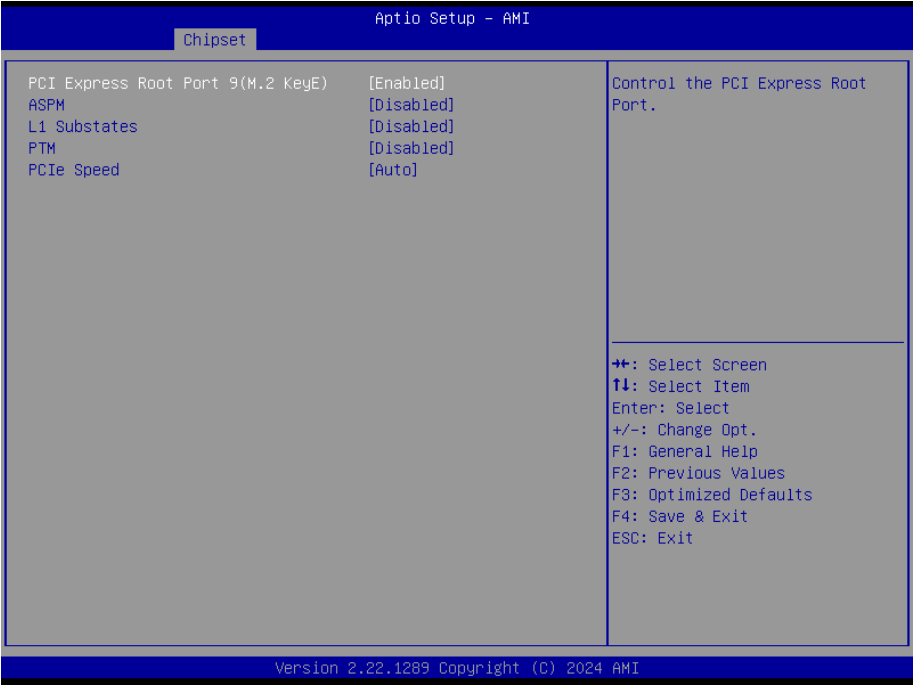 Aptio Setup - AMI
Chipset
PCI Express Root Port 9(M.2 KeyE) [Enabled]
ASPM [Disabled]
L1 Substates [Disabled]
PTM [Disabled]
PCIe Speed [Auto]
Control the PCI Express Root
Port.
→←: Select Screen
↑↓: Select Item
Enter: Select
+/-: Change Opt.
F1: General Help
F2: Previous Values
F3: Optimized Defaults
F4: Save & Exit
ESC: Exit
Version 2.22.1289 Copyright (C) 2024 AMI